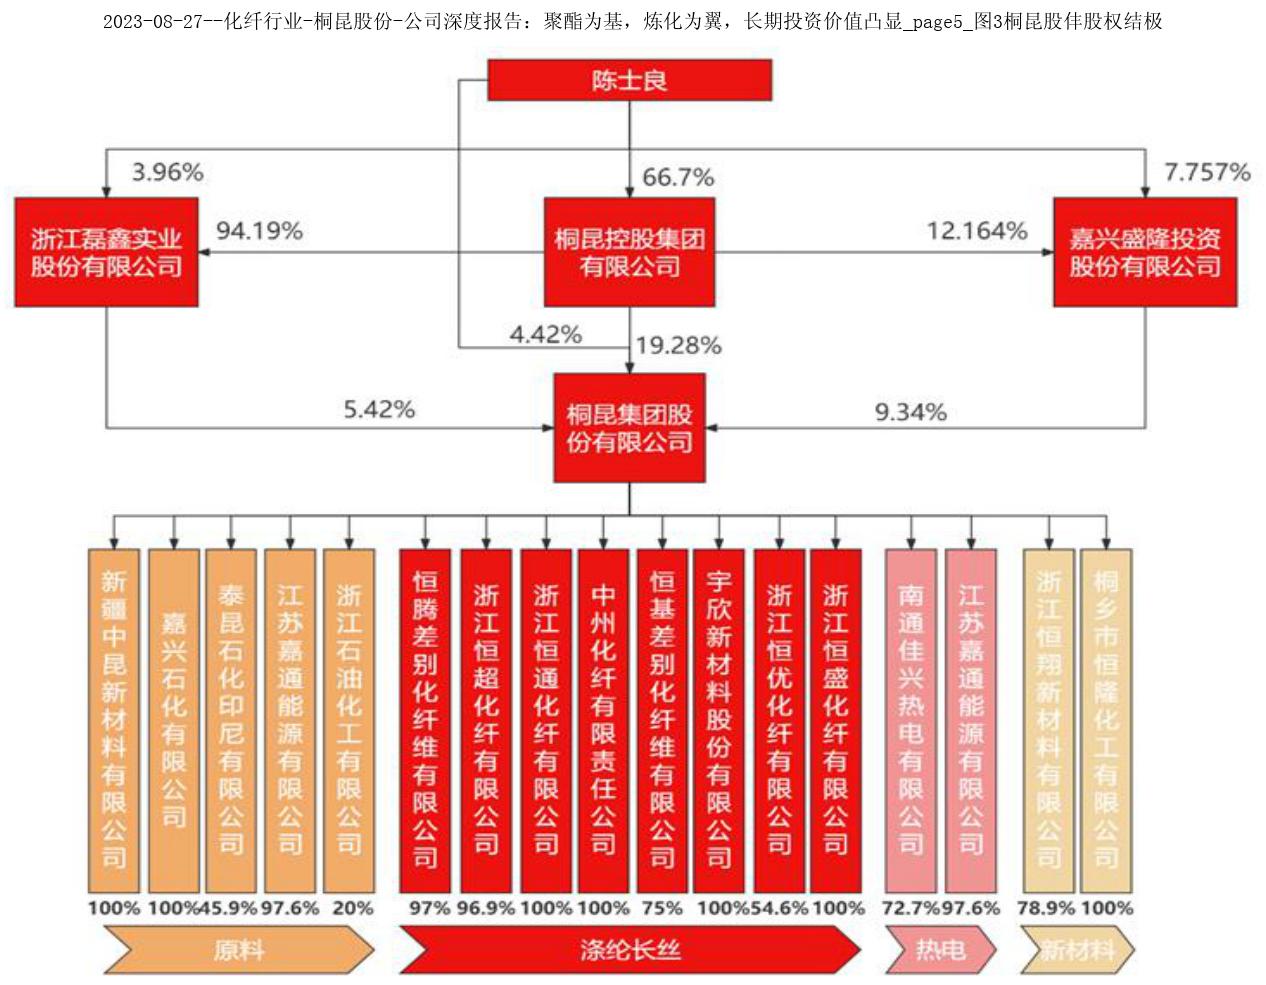 2023-08-27--化纤行业-桐昆股份-公司深度报告：聚酯为基，炼化为翼，长期投资价值凸显_page5_图3桐昆股伡股权结极
陈士良
3.96%
66.7%
7.757%
浙江磊鑫实业
股份有限公司
94.19%
桐昆控股集团
有限公司
12.164%
嘉兴盛隆投资
股份有限公司
4.42%
19.28%
5.42%
桐昆集团股
份有限公司
9.34%
新疆中昆新材料有限公司
嘉兴石化有限公司
泰昆石化印尼有限公司
江苏嘉通能源有限公司
浙江石油化工有限公司
恒腾差别化纤维有限公司
浙江恒超化纤有限公司
浙江恒通化纤有限公司
中州化纤有限责任公司
恒基差别化纤维有限公司
宇欣新材料股份有限公司
浙江恒优化纤有限公司
浙江恒盛化纤有限公司
南通佳兴热电有限公司
江苏嘉通能源有限公司
浙江恒翔新材料有限公司
桐乡市恒隆化工有限公司
100% 100% 45.9% 97.6% 20% 97% 96.9% 100% 100% 75% 100% 54.6% 100% 72.7% 97.6% 78.9% 100%
原料
涤纶长丝
热电
新材料